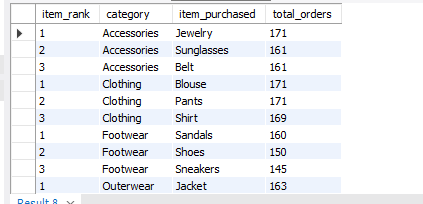 item_rank category item_purchased total_orders
1 Accessories Jewelry 171
2 Accessories Sunglasses 161
3 Accessories Belt 161
1 Clothing Blouse 171
2 Clothing Pants 171
3 Clothing Shirt 169
1 Footwear Sandals 160
2 Footwear Shoes 150
3 Footwear Sneakers 145
1 Outerwear Jacket 163
Result 8